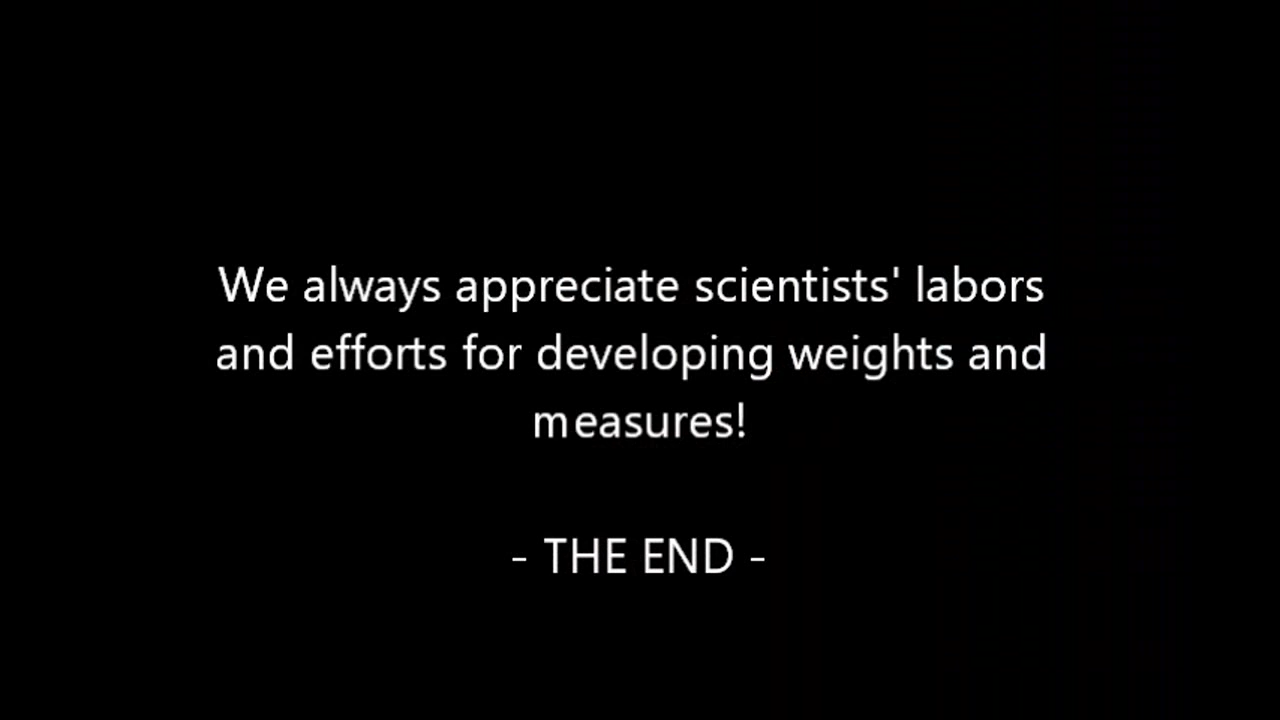 We always appreciate scientists' labors
and efforts for developing weights and
measures!
- THE END -